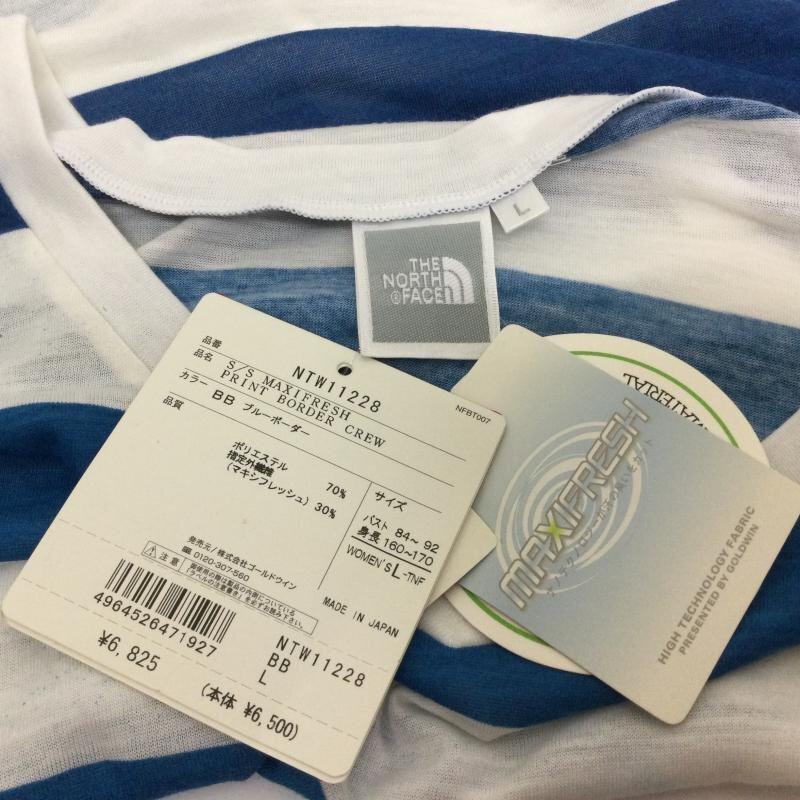 L
THE
NORTH
FACE
品番 NTW11228
品名 S/S MAXIFRESH
PRINT BORDER CREW
カラー BB ブルーボーダー
品質
ポリエステル 70%
指定外繊維
(マキシフレッシュ) 30%
サイズ
バスト 84~92
身長 160~170
WOMEN'S L-TNF
発売元/株式会社ゴールドウイン
0120-307-560
注意
MADE IN JAPAN
4964526471927
¥6,825
NTW11228
BB
L
(本体 ¥6,500)
NFBT007
MATERIAL
MAXIFRESH
HIGH TECHNOLOGY FABRIC
PRESENTED BY GOLDWIN